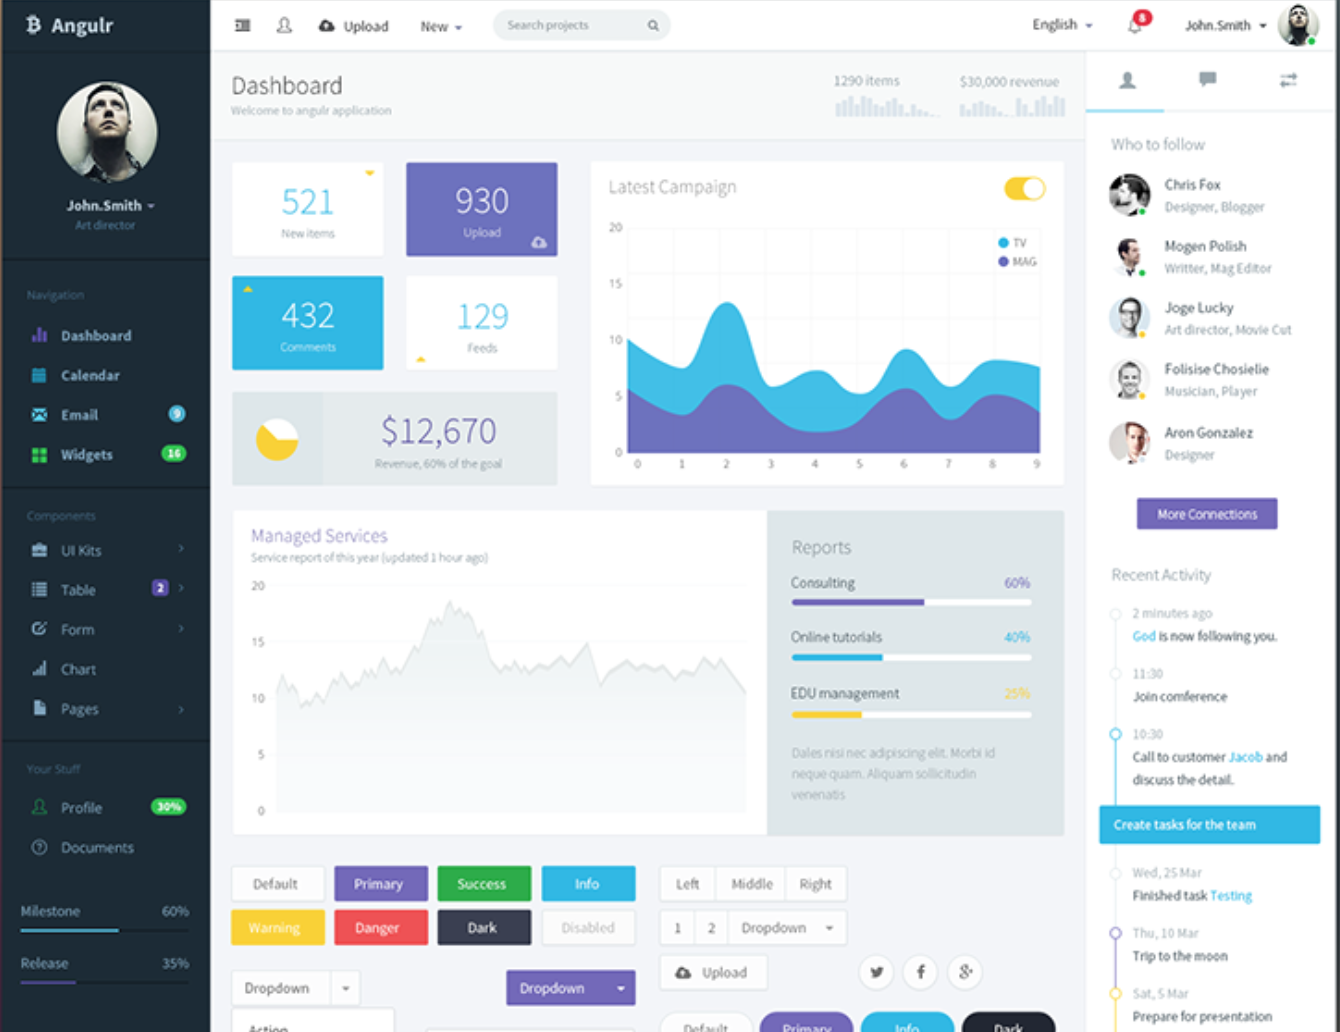 Angulr
Upload
New
Search projects
English
8
John.Smith
John.Smith
Art director
Navigation
Dashboard
Calendar
Email
9
Widgets
16
Components
UI Kits
Table
2
Form
Chart
Pages
Your Stuff
Profile
30%
Documents
Milestone
60%
Release
35%
Dashboard
Welcome to angulr application
1290 items
$30,000 revenue
521
New items
930
Upload
432
Comments
129
Feeds
$12,670
Revenue, 60% of the goal
Latest Campaign
TV
MAG
20
15
10
5
0
0 1 2 3 4 5 6 7 8 9
Managed Services
Service report of this year (updated 1 hour ago)
20
15
10
5
0
Reports
Consulting
60%
Online tutorials
40%
EDU management
25%
Dales nisi nec adipiscing elit. Morbi id
neque quam. Aliquam sollicitudin
venenatis
Default
Primary
Success
Info
Warning
Danger
Dark
Disabled
Left
Middle
Right
1
2
Dropdown
Upload
Dropdown
Dropdown
Action
Default
Primary
Info
Dark
Who to follow
Chris Fox
Designer, Blogger
Mogen Polish
Writter, Mag Editor
Joge Lucky
Art director, Movie Cut
Folisise Chosielie
Musician, Player
Aron Gonzalez
Designer
More Connections
Recent Activity
2 minutes ago
God is now following you.
11:30
Join comference
10:30
Call to customer Jacob and
discuss the detail.
Create tasks for the team
Wed, 25 Mar
Finished task Testing
Thu, 10 Mar
Trip to the moon
Sat, 5 Mar
Prepare for presentation